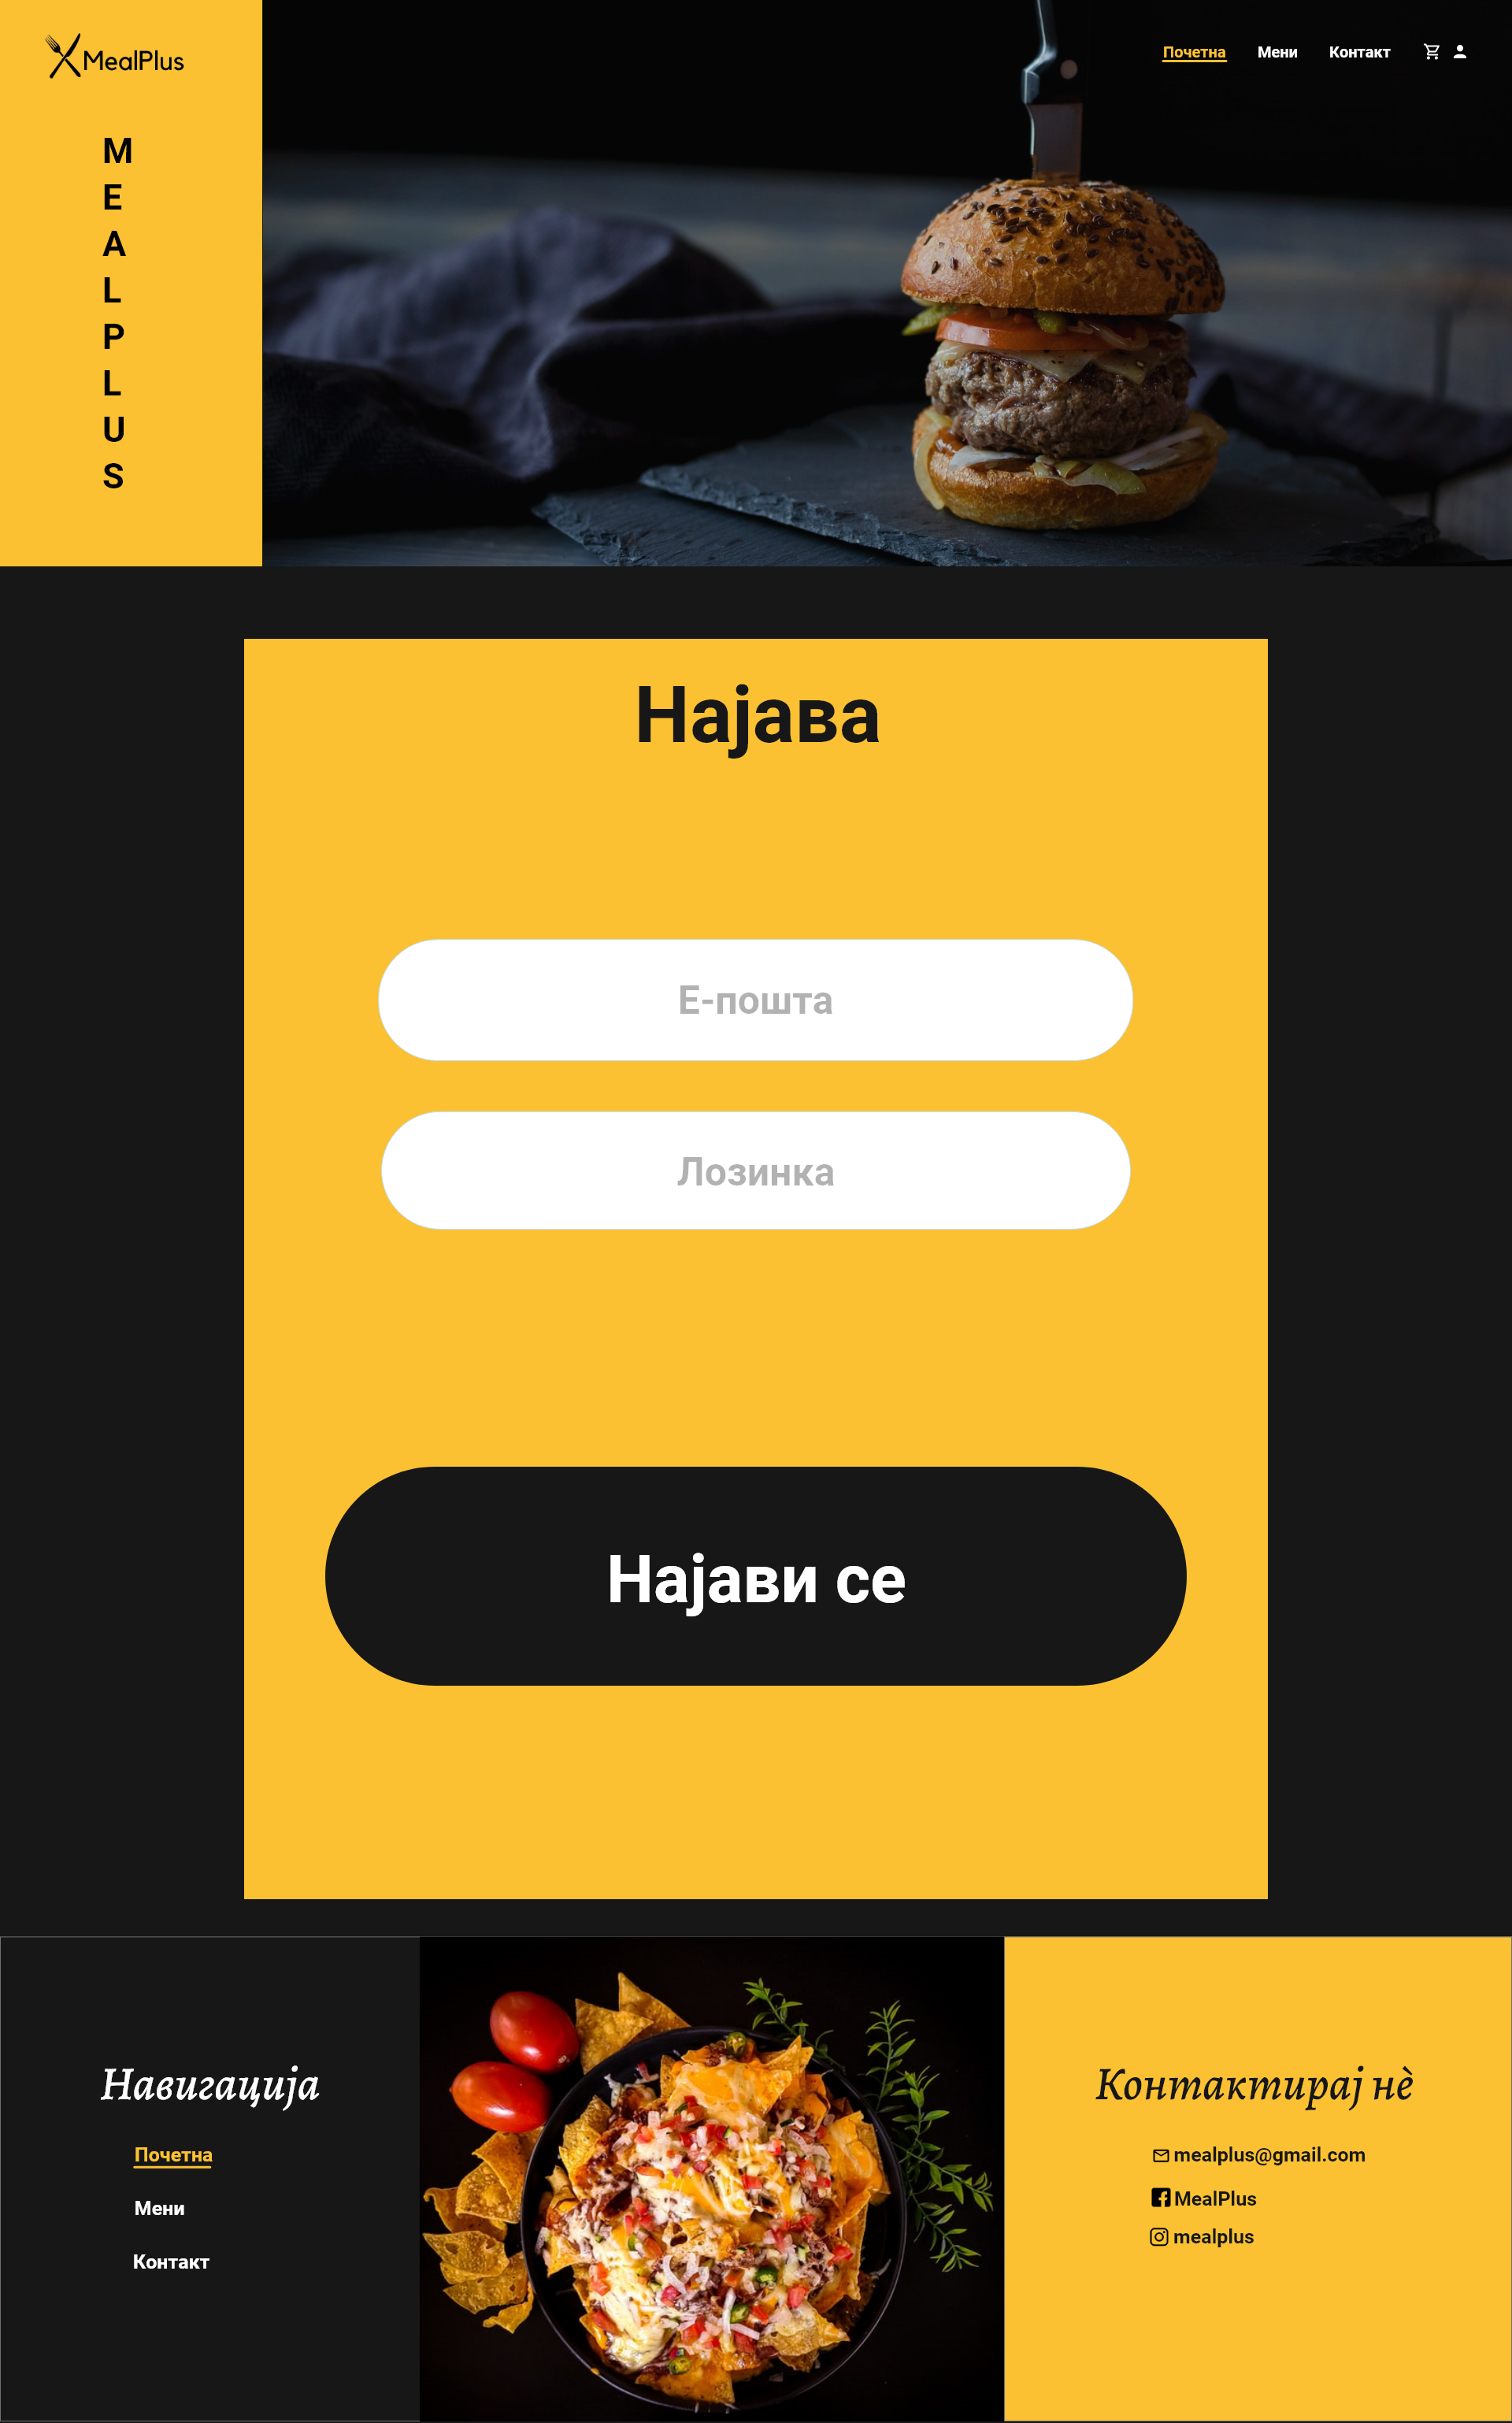 MealPlus
Почетна Мени Контакт
M
E
A
L
P
L
U
S
Најава
Е-пошта
Лозинка
Најави се
Навигација
Почетна
Мени
Контакт
Контактирај нѐ
mealplus@gmail.com
MealPlus
mealplus